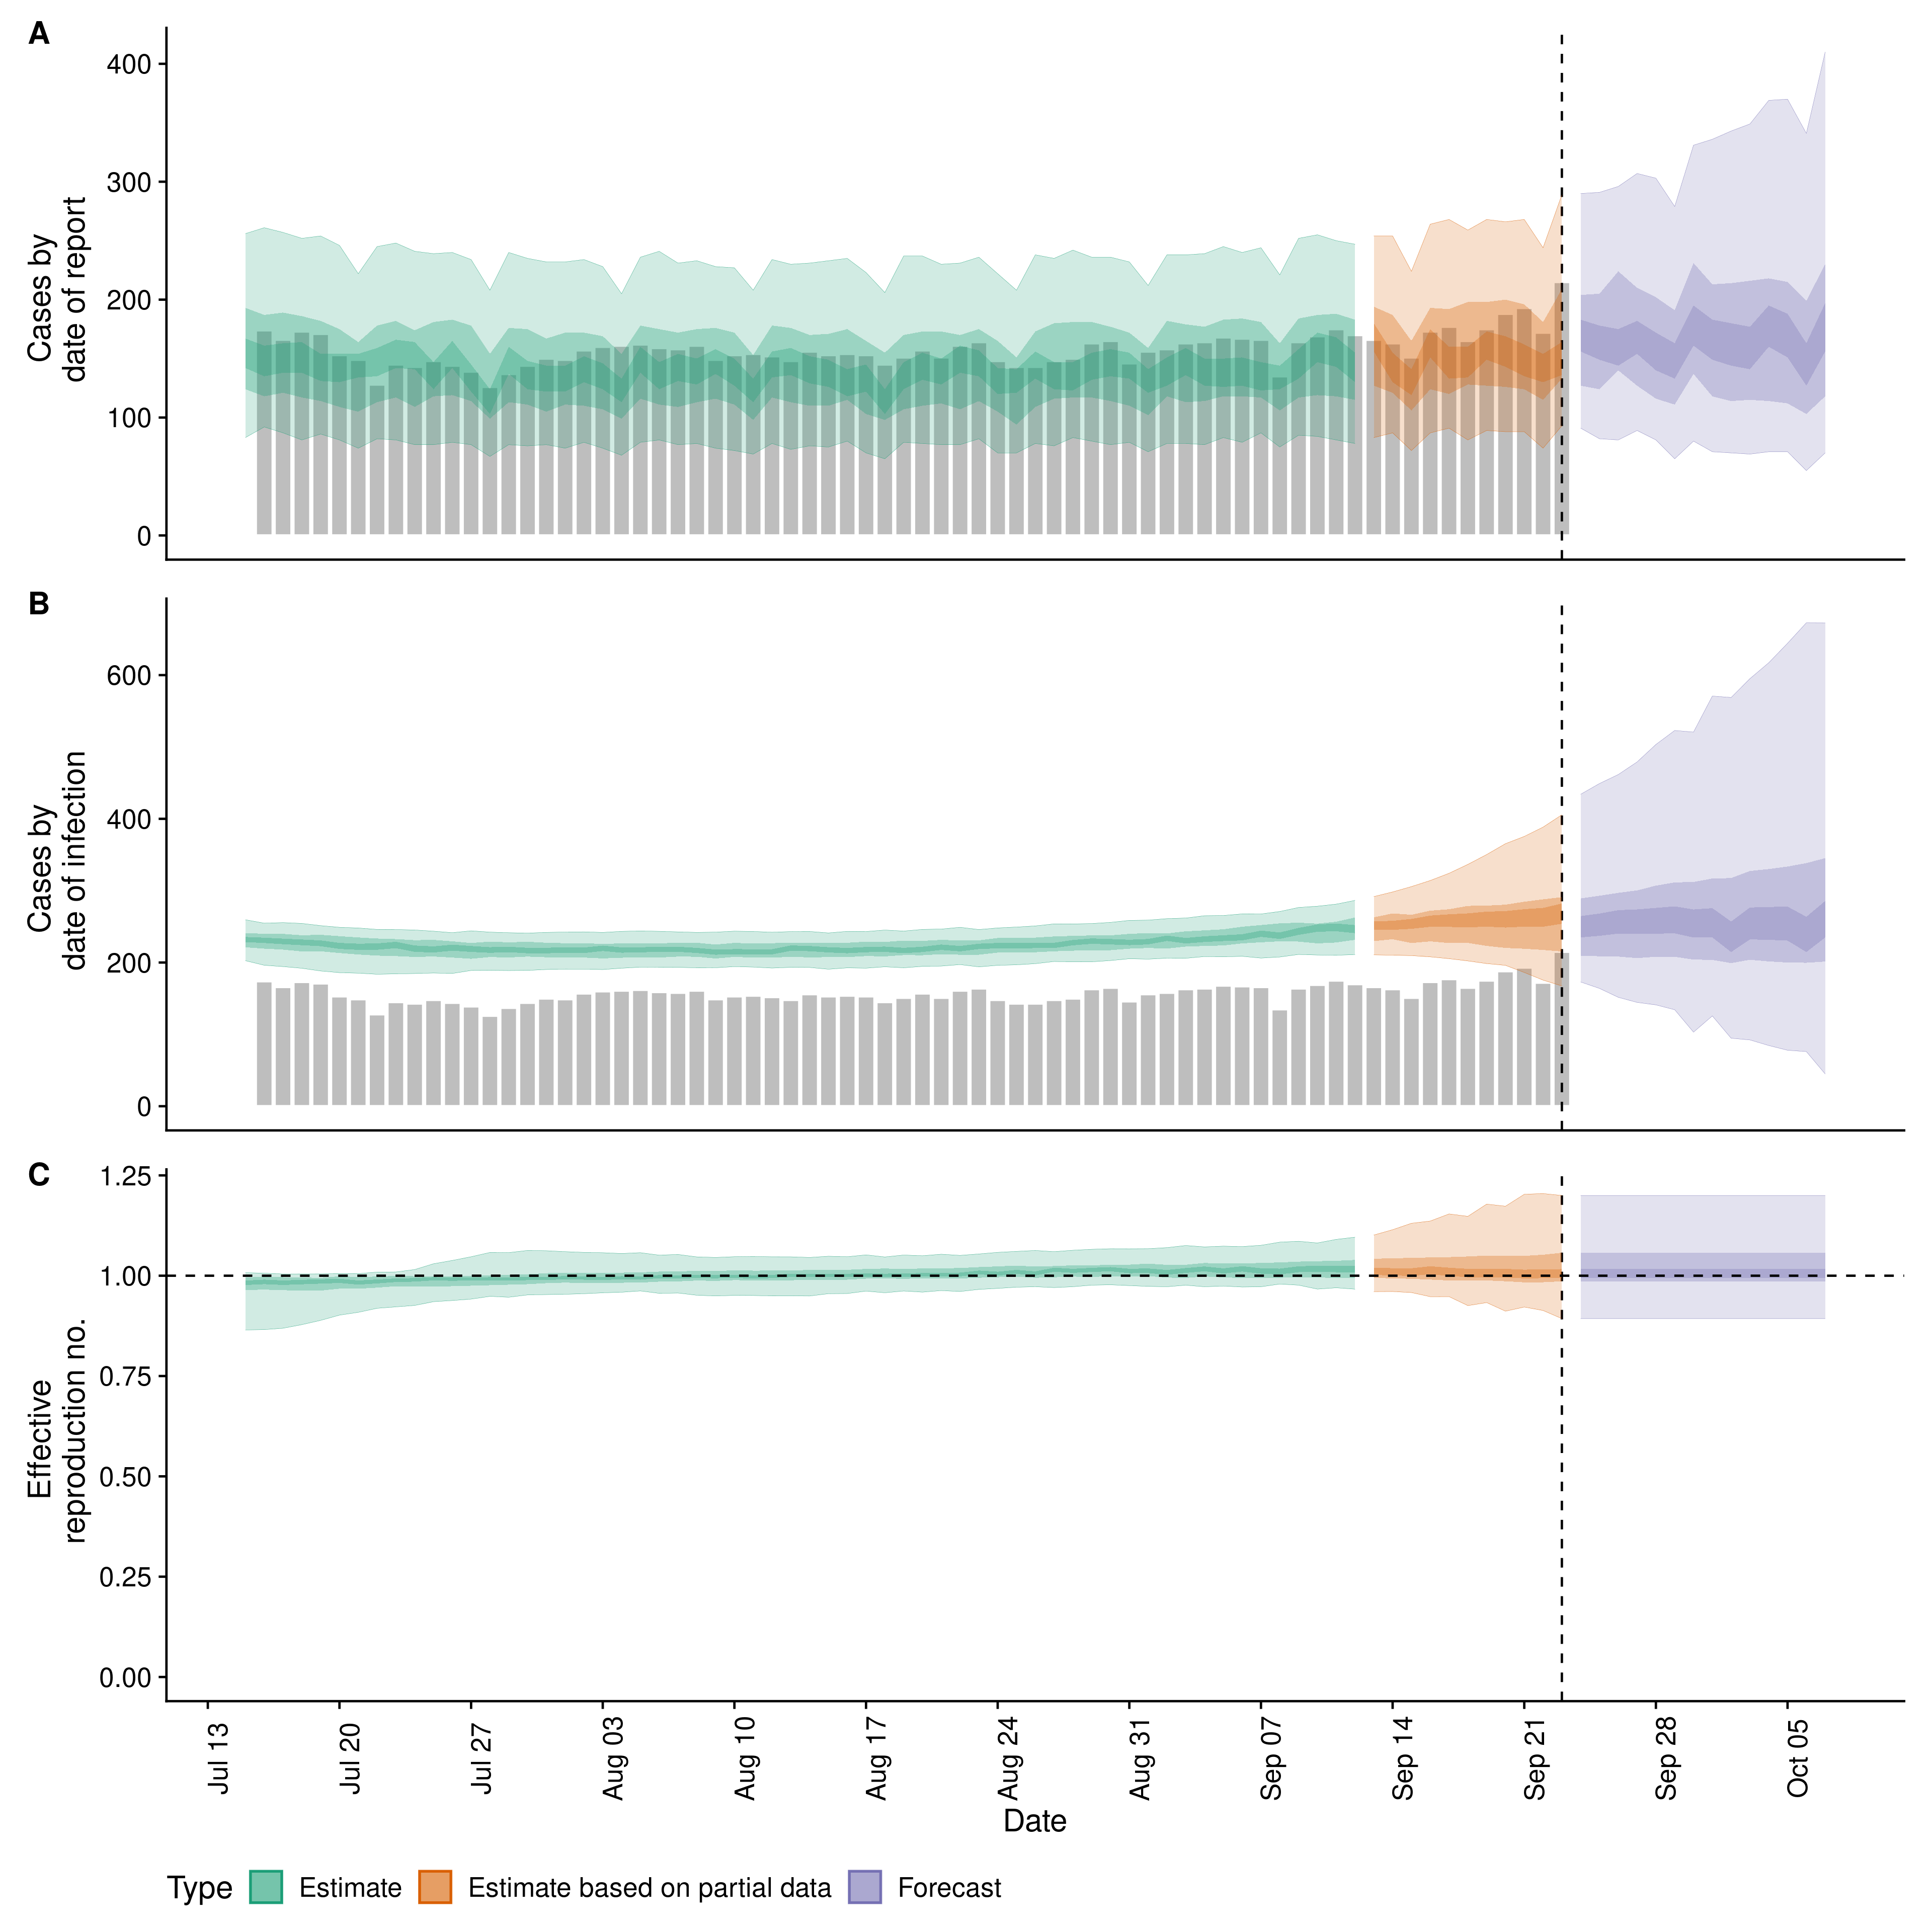 A
Cases by
date of report
400
300
200
100
0
B
Cases by
date of infection
600
400
200
0
C
Effective
reproduction no.
1.25
1.00
0.75
0.50
0.25
0.00
Jul 13
Jul 20
Jul 27
Aug 03
Aug 10
Aug 17
Aug 24
Aug 31
Sep 07
Sep 14
Sep 21
Sep 28
Oct 05
Date
Type Estimate Estimate based on partial data Forecast